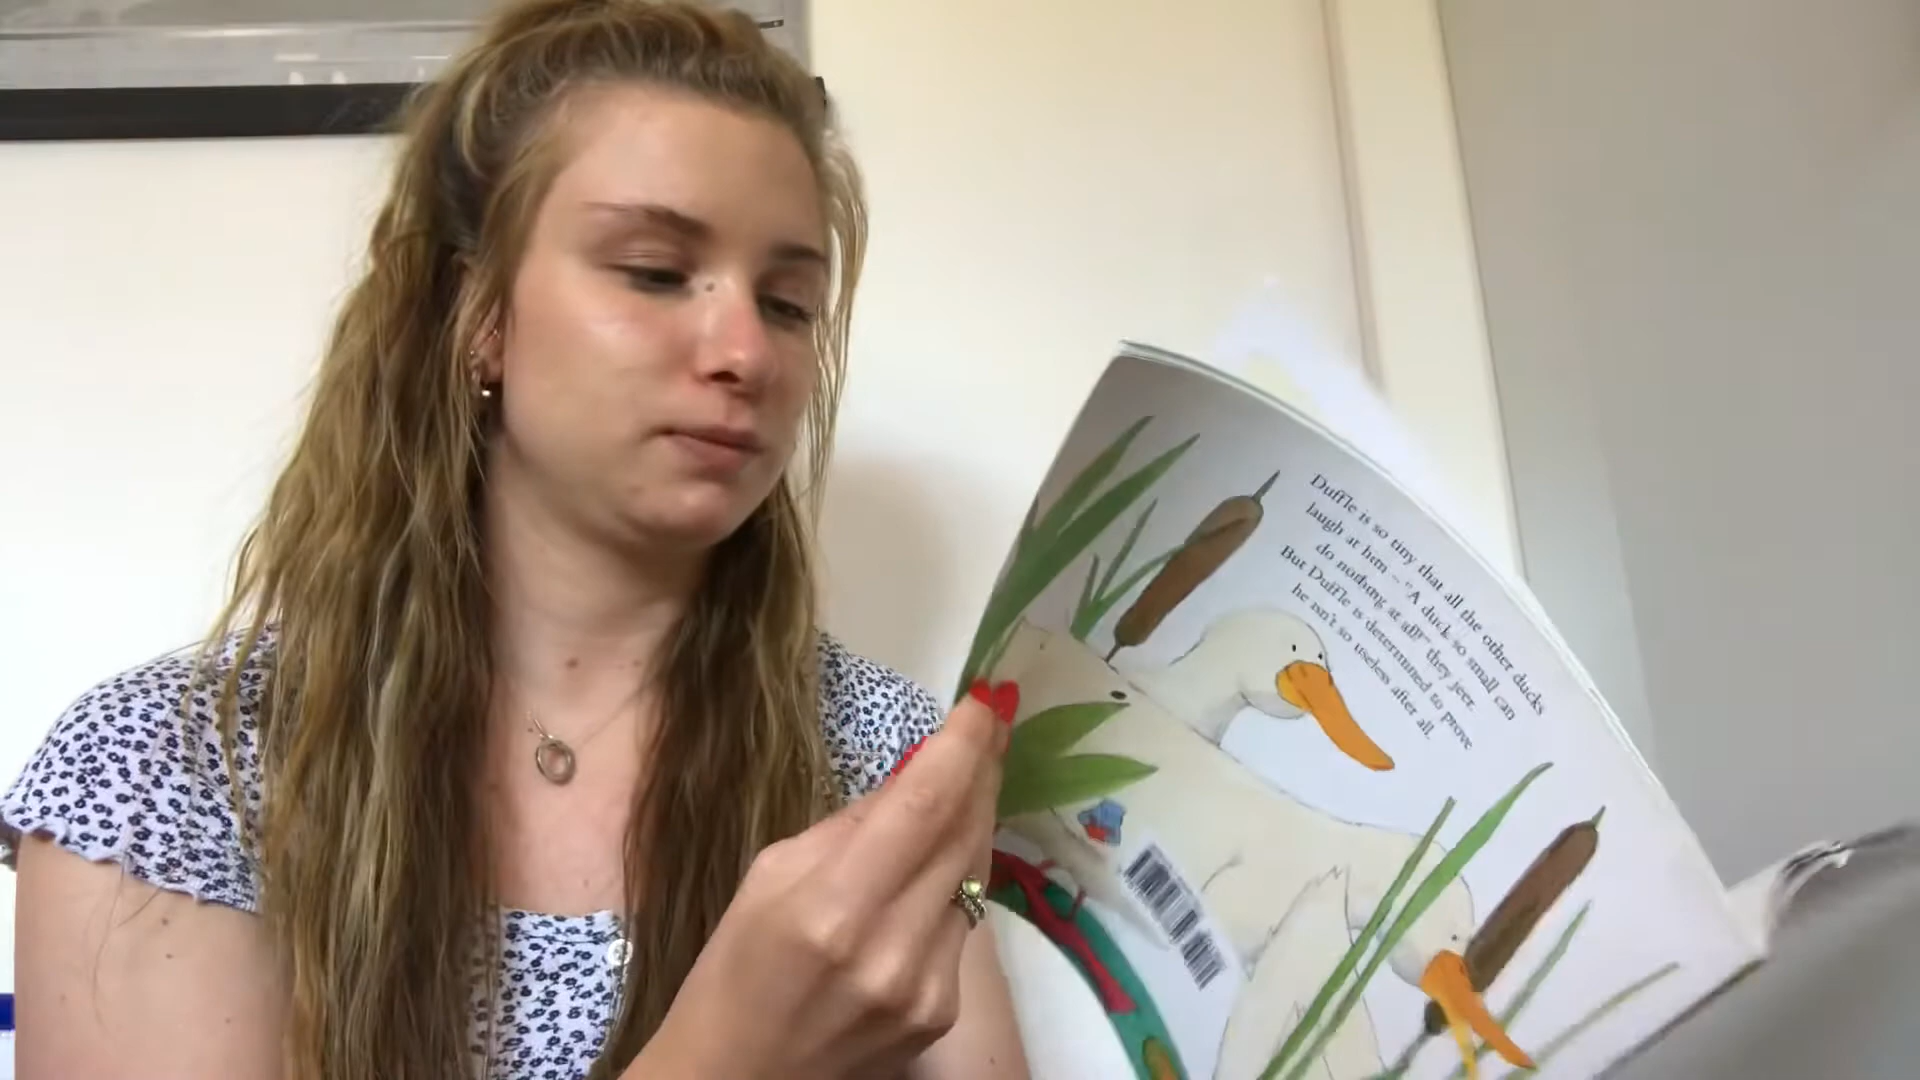 Duffle is so tiny that all the other ducks
laugh at him – "A duck so small can
do nothing at all!" they jeer.
But Duffle is determined to prove
he isn't so useless after all.